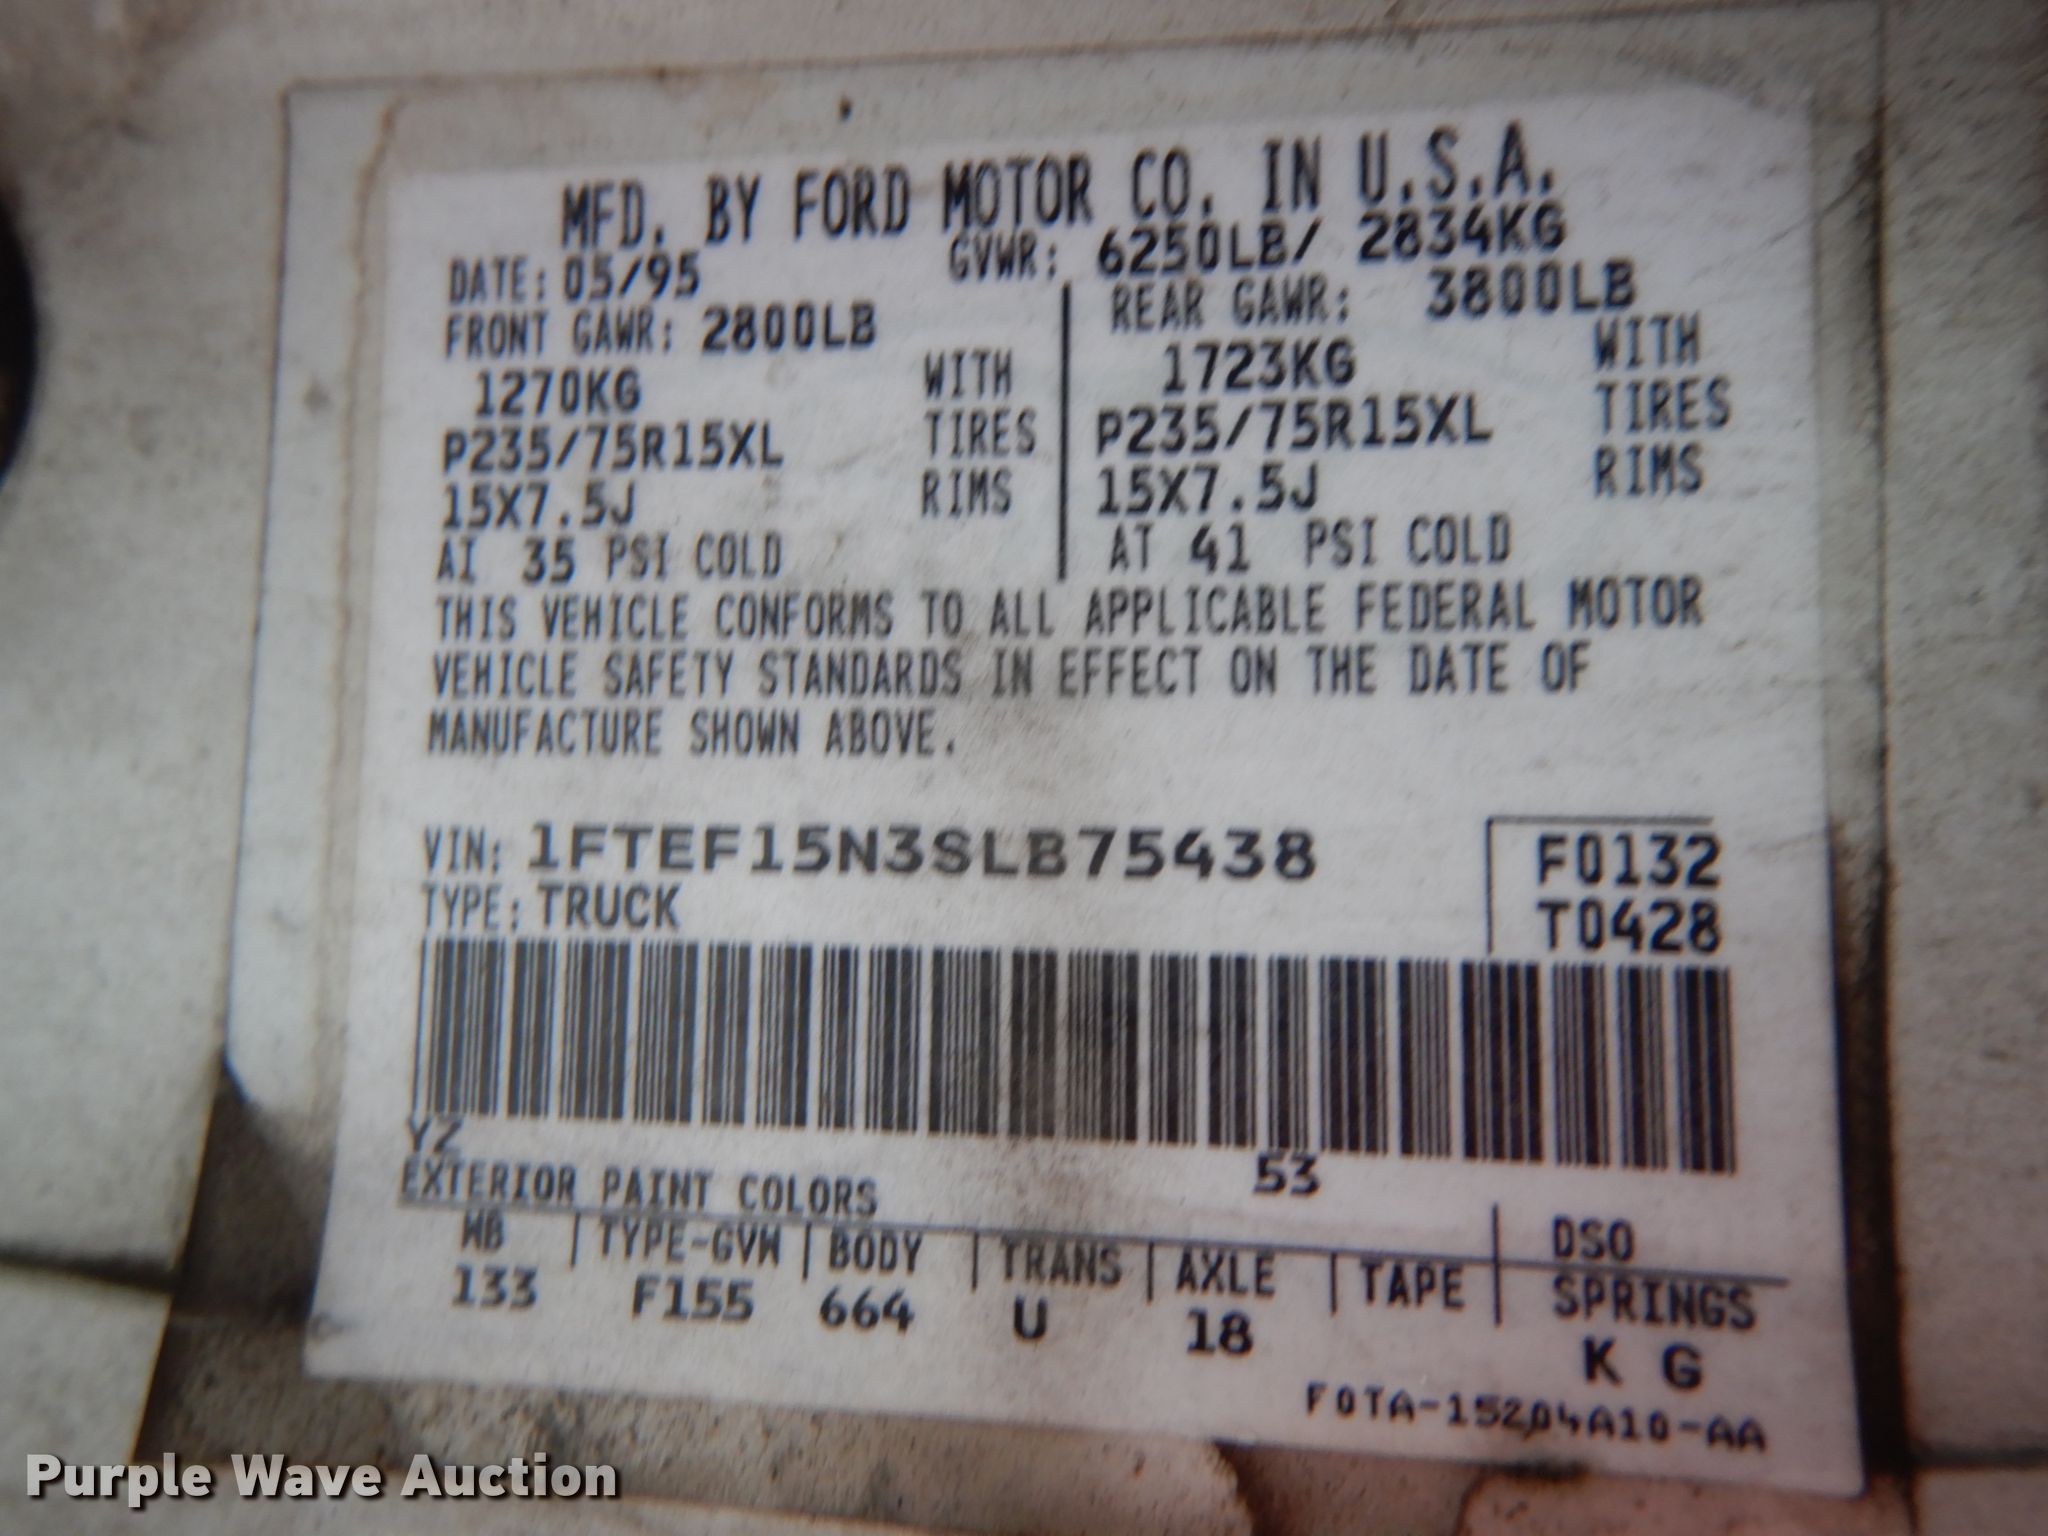 MFD. BY FORD MOTOR CO. IN U.S.A.
DATE: 05/95 GVWR: 6250LB/ 2834KG
FRONT GAWR: 2800LB REAR GAWR: 3800LB
1270KG WITH 1723KG WITH
P235/75R15XL TIRES P235/75R15XL TIRES
15X7.5J RIMS 15X7.5J RIMS
AT 35 PSI COLD AT 41 PSI COLD
THIS VEHICLE CONFORMS TO ALL APPLICABLE FEDERAL MOTOR
VEHICLE SAFETY STANDARDS IN EFFECT ON THE DATE OF
MANUFACTURE SHOWN ABOVE.
VIN: 1FTEF15N3SLB75438 F0132
TYPE: TRUCK T0428
YZ
EXTERIOR PAINT COLORS 53 DSO
WB | TYPE-GVW | BODY | TRANS | AXLE | TAPE | SPRINGS
133 F155 664 U 18 K G
F0TA-15204A10-AA
Purple Wave Auction